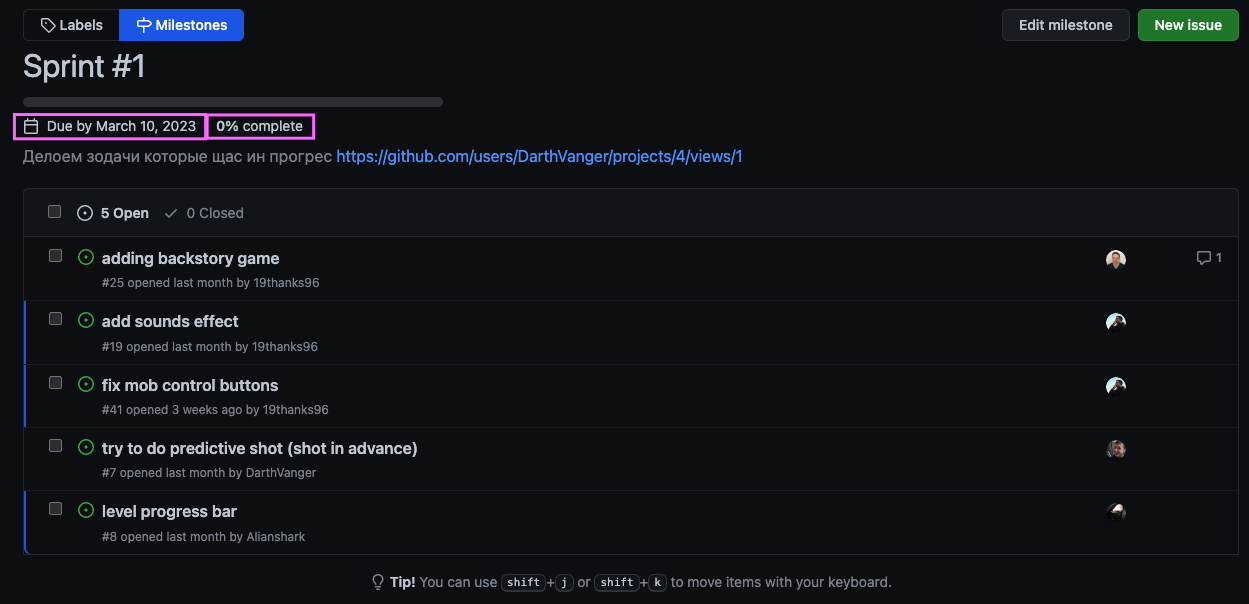 Labels Milestones Edit milestone New issue
Sprint #1
Due by March 10, 2023 0% complete
Делоем зодачи которые щас ин прогрес https://github.com/users/DarthVanger/projects/4/views/1
5 Open 0 Closed
adding backstory game 1
#25 opened last month by 19thanks96
add sounds effect
#19 opened last month by 19thanks96
fix mob control buttons
#41 opened 3 weeks ago by 19thanks96
try to do predictive shot (shot in advance)
#7 opened last month by DarthVanger
level progress bar
#8 opened last month by Alianshark
Tip! You can use shift+j or shift+k to move items with your keyboard.